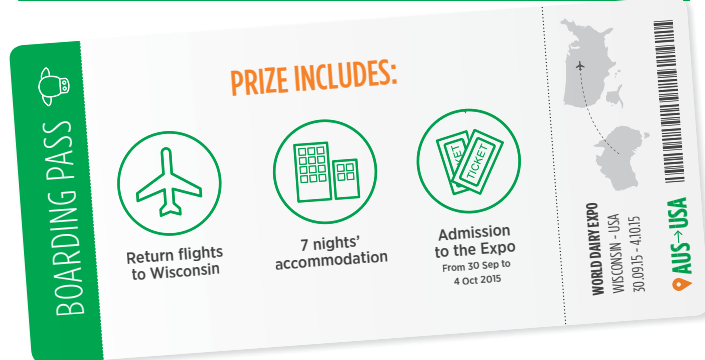 BOARDING PASS
PRIZE INCLUDES:
Return flights
to Wisconsin
7 nights'
accommodation
TICKET
TICKET
Admission
to the Expo
From 30 Sep to
4 Oct 2015
WORLD DAIRY EXPO
WISCONSIN - USA
30.09.15 - 4.10.15
AUS→USA